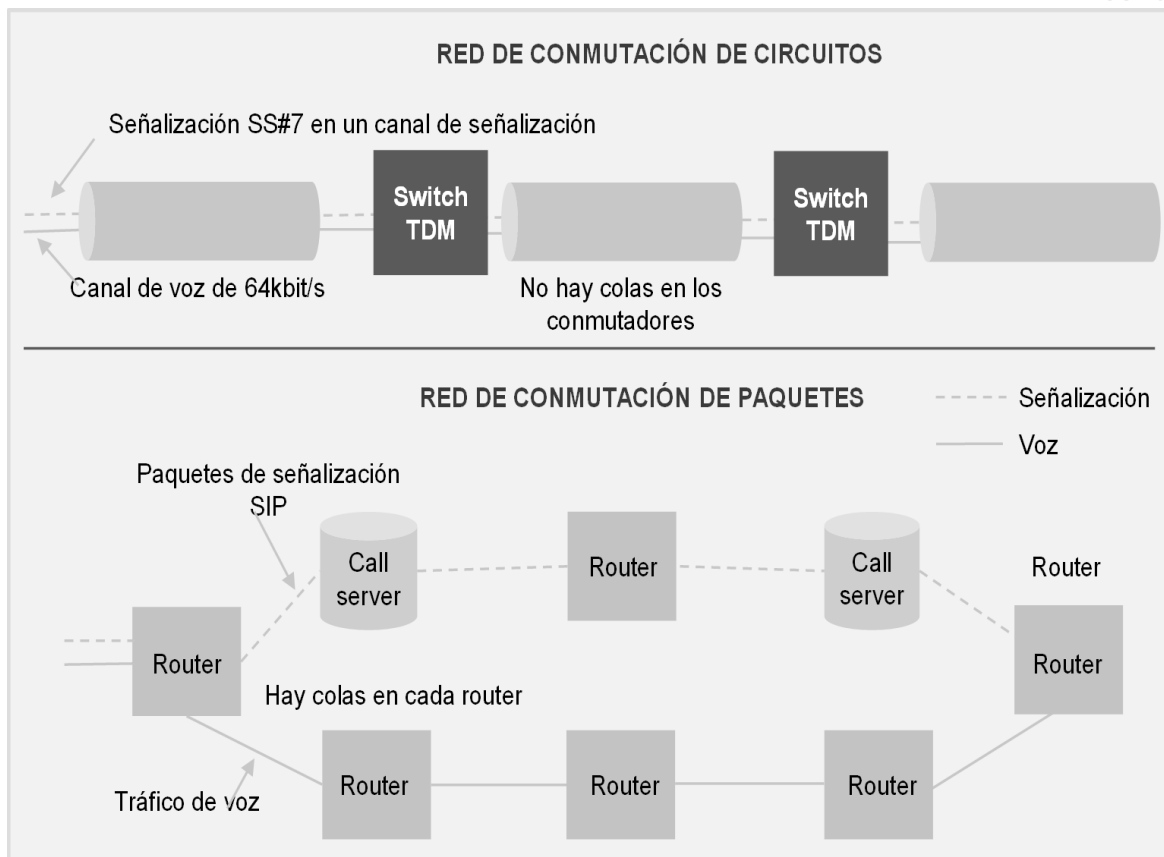 RED DE CONMUTACIÓN DE CIRCUITOS
Señalización SS#7 en un canal de señalización
Switch
TDM
Switch
TDM
Canal de voz de 64kbit/s
No hay colas en los
conmutadores
RED DE CONMUTACIÓN DE PAQUETES
Señalización
Voz
Paquetes de señalización
SIP
Call
server
Router
Call
server
Router
Router
Router
Hay colas en cada router
Router
Router
Router
Tráfico de voz